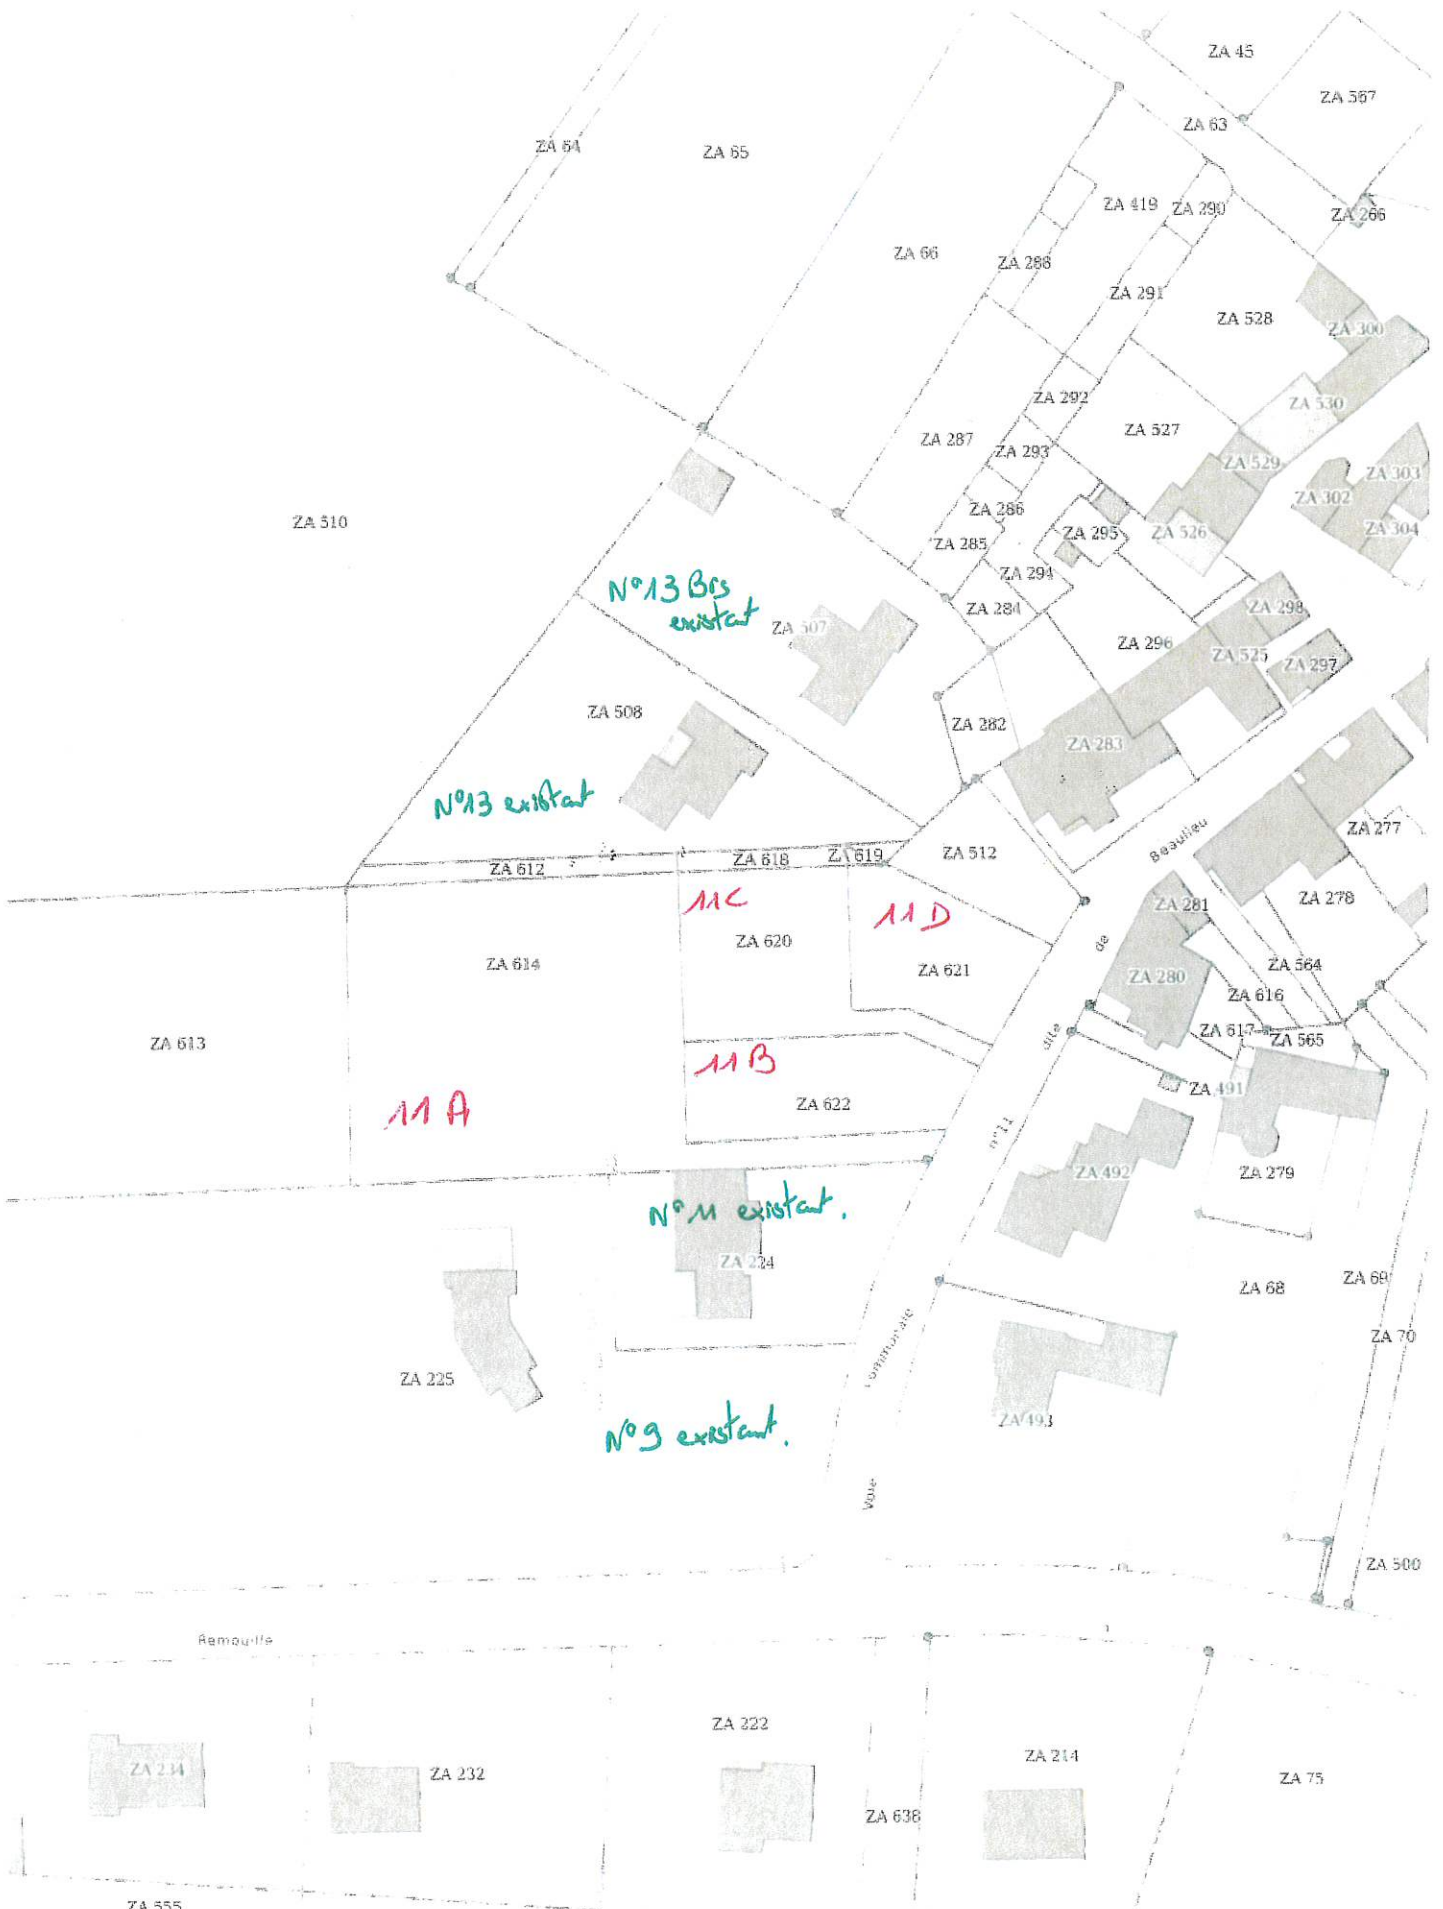 ZA 45
ZA 567
ZA 63
ZA 64
ZA 65
ZA 419
ZA 290
ZA 266
ZA 66
ZA 288
ZA 291
ZA 528
ZA 300
ZA 292
ZA 530
ZA 287
ZA 527
ZA 293
ZA 529
ZA 303
ZA 302
ZA 510
ZA 286
ZA 295
ZA 526
ZA 304
ZA 285
ZA 294
N°13 Bis
existant
ZA 507
ZA 284
ZA 298
ZA 296
ZA 525
ZA 297
ZA 508
ZA 282
ZA 283
N°13 existant
Beaulieu
ZA 277
ZA 612
ZA 618
ZA 619
ZA 512
11C
11D
ZA 281
ZA 278
ZA 620
de
ZA 614
ZA 621
ZA 280
ZA 564
ZA 616
ZA 613
dite
ZA 617
ZA 565
11B
ZA 491
11A
ZA 622
n°11
ZA 492
ZA 279
N°11 existant.
ZA 224
ZA 68
ZA 69
Communale
ZA 70
ZA 225
ZA 493
N°9 existant.
Voie
ZA 500
Remouille
ZA 222
ZA 214
ZA 234
ZA 232
ZA 75
ZA 638
ZA 555